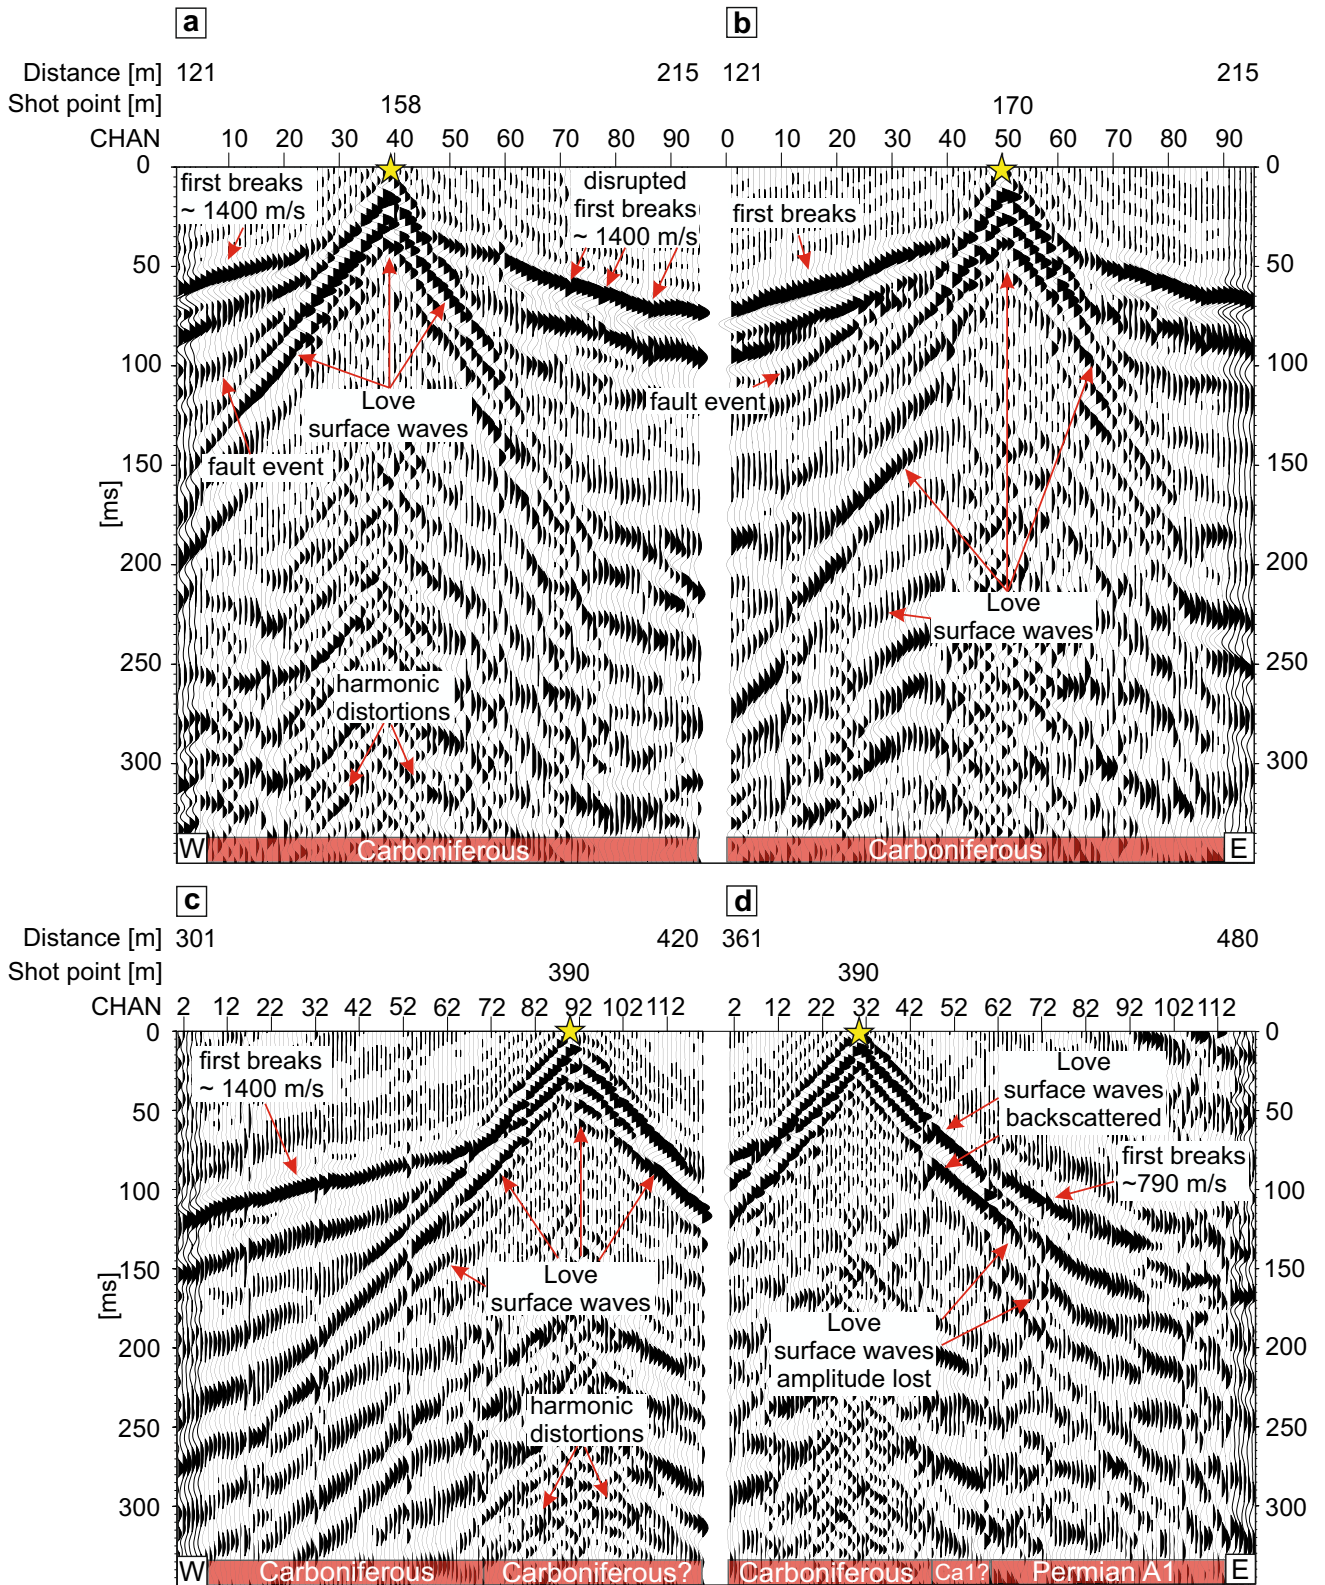 a
b
Distance [m] 121 215 121 215
Shot point [m] 158 170
CHAN 10 20 30 40 50 60 70 80 90 0 10 20 30 40 50 60 70 80 90
0 0
first breaks
~ 1400 m/s
disrupted
first breaks
~ 1400 m/s
first breaks
50 50
100 100
Love
surface waves
fault event
fault event
150 150
[ms]
200 200
Love
surface waves
250 250
harmonic
distortions
300 300
W Carboniferous Carboniferous E
c
d
Distance [m] 301 420 361 480
Shot point [m] 390 390
CHAN 2 12 22 32 42 52 62 72 82 92 102 112 2 12 22 32 42 52 62 72 82 92 102 112
0 0
first breaks
~ 1400 m/s
Love
surface waves
backscattered
50 50
first breaks
~790 m/s
100 100
150 150
[ms]
Love
surface waves
Love
surface waves
amplitude lost
200 200
harmonic
distortions
250 250
300 300
W Carboniferous Carboniferous? Carboniferous Ca1? Permian A1 E